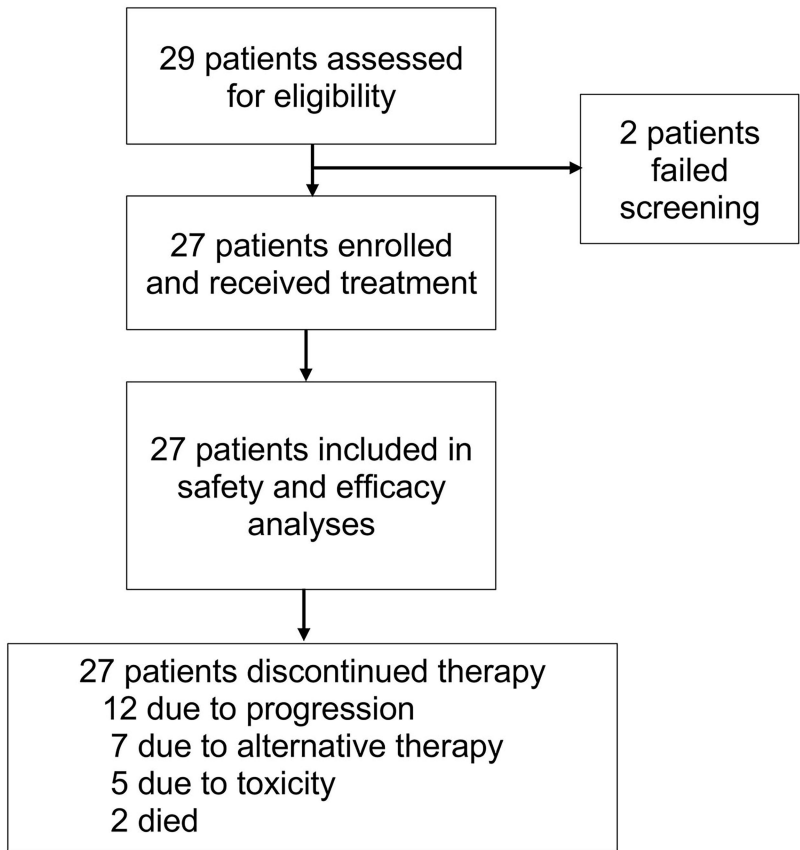 29 patients assessed
for eligibility
2 patients
failed
screening
27 patients enrolled
and received treatment
27 patients included in
safety and efficacy
analyses
27 patients discontinued therapy
12 due to progression
7 due to alternative therapy
5 due to toxicity
2 died